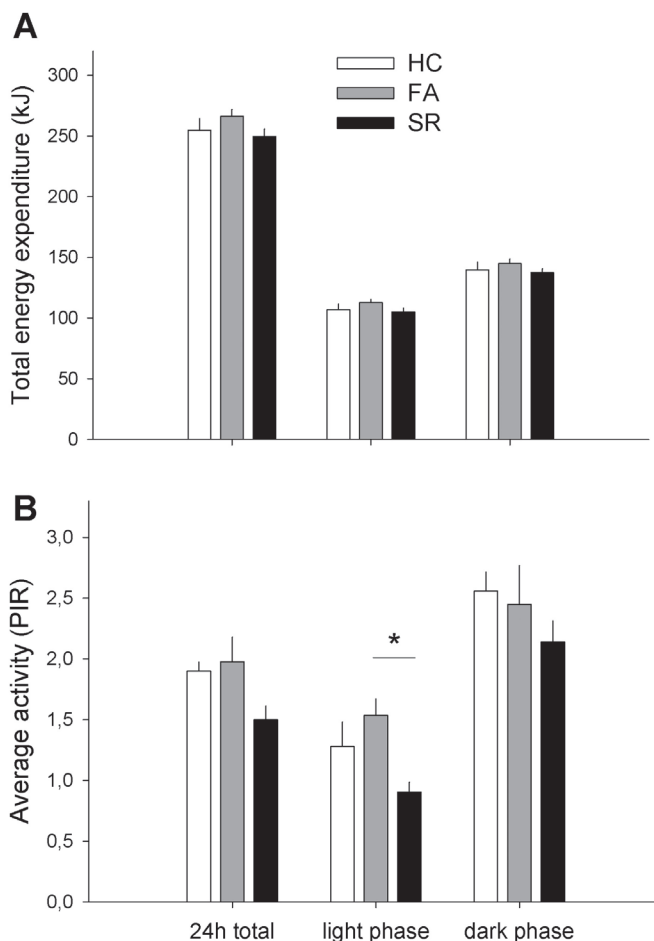 A
Total energy expenditure (kJ)
300
250
200
150
100
50
0
HC
FA
SR
B
Average activity (PIR)
3,0
2,5
2,0
1,5
1,0
0,5
0,0
*
24h total
light phase
dark phase